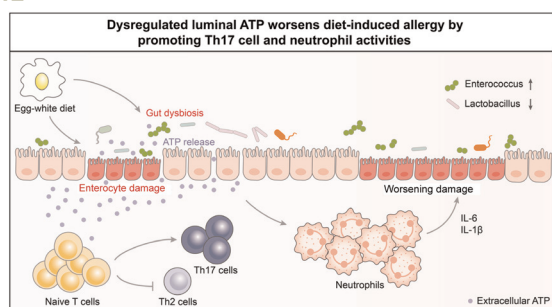 Dysregulated luminal ATP worsens diet-induced allergy by
promoting Th17 cell and neutrophil activities
Egg-white diet
Gut dysbiosis
ATP release
Enterococcus ↑
Lactobacillus ↓
Enterocyte damage
Worsening damage
IL-6
IL-1β
Th17 cells
Th2 cells
Naive T cells
Neutrophils
Extracellular ATP